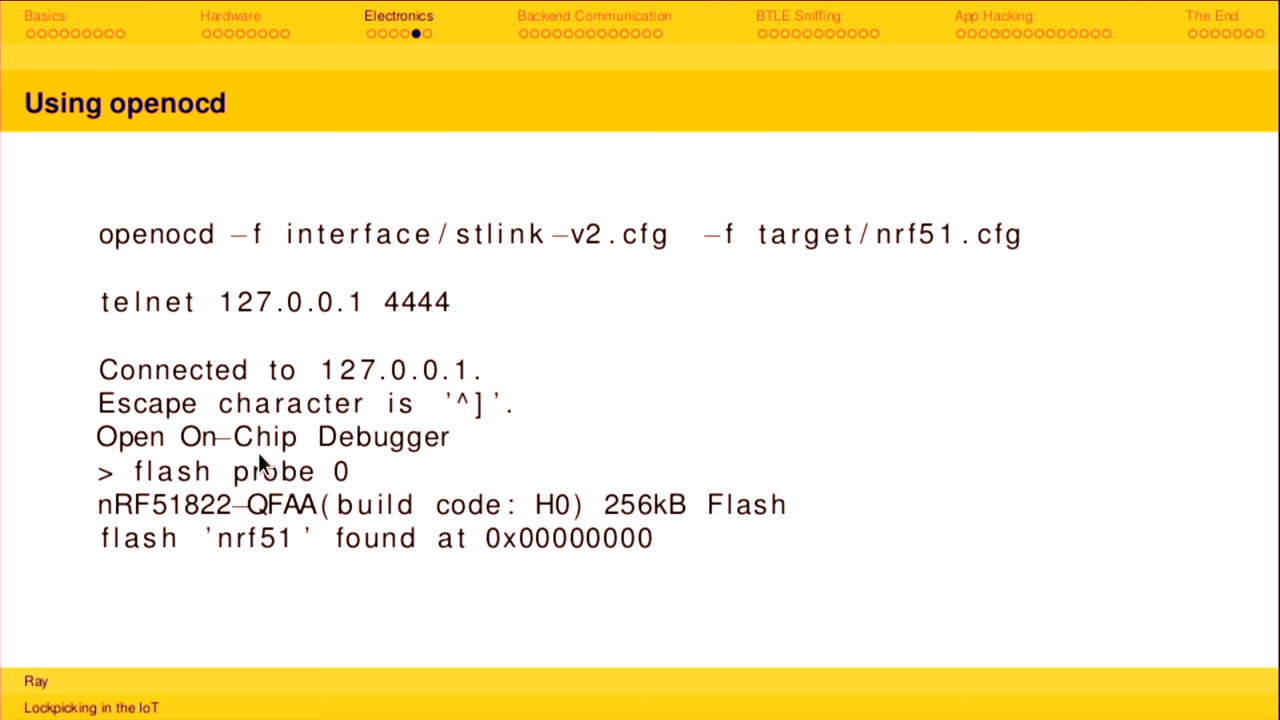 Basics Hardware Electronics Backend Communication BTLE Sniffing App Hacking The End
Using openocd
openocd –f interface/stlink–v2.cfg –f target/nrf51.cfg
telnet 127.0.0.1 4444
Connected to 127.0.0.1.
Escape character is '^]'.
Open On–Chip Debugger
> flash probe 0
nRF51822–QFAA(build code: H0) 256kB Flash
flash 'nrf51' found at 0x00000000
Ray
Lockpicking in the IoT